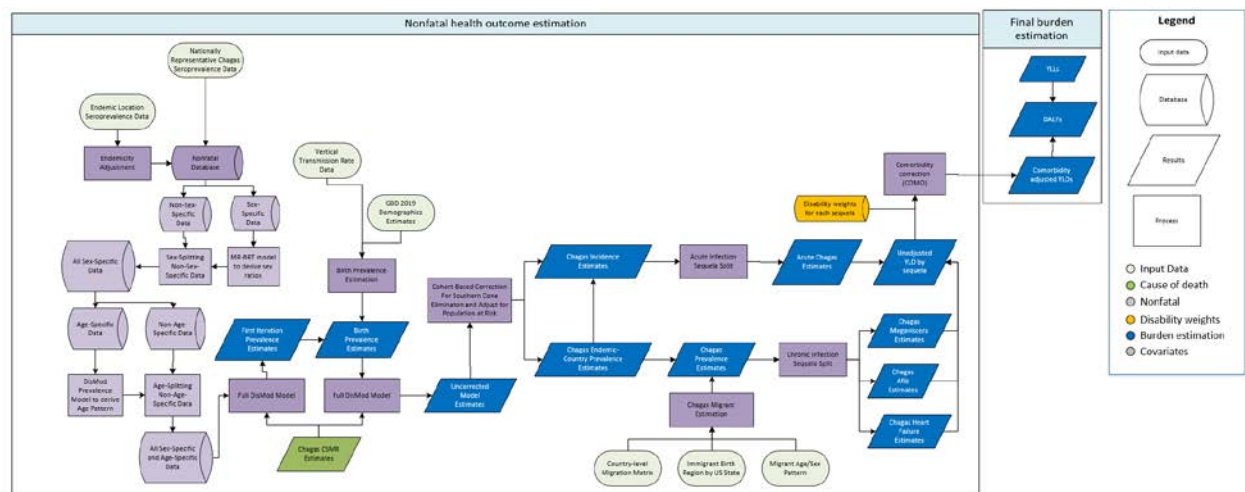 Nonfatal health outcome estimation
Final burden
estimation
Legend
Nationally
Representative Chagas
Seroprevalence Data
Endemic Location
Seroprevalence Data
Endemicity
Adjustment
Nonfatal
Database
Non-Sex-
Specific
Data
Sex-
Specific
Data
All Sex-Specific
Data
Sex-Splitting
Non-Sex-
Specific Data
MR-BRT model
to derive sex
ratios
Age-Specific
Data
Non-Age-
Specific Data
DisMod
Prevalence
Model to derive
Age Pattern
Age-Splitting
Non-Age-
Specific Data
All Sex-Specific
and Age-Specific
Data
Vertical
Transmission Rate
Data
GBD 2019
Demographics
Estimates
Birth Prevalence
Estimation
First Iteration
Prevalence
Estimates
Birth
Prevalence
Estimates
Full DisMod Model
Full DisMod Model
Chagas CSMR
Estimates
Uncorrected
Model
Estimates
Cohort-Based Correction
For Southern Cone
Elimination and Adjust for
Population at Risk
Chagas Incidence
Estimates
Chagas Endemic-
Country Prevalence
Estimates
Acute Infection
Sequela Split
Acute Chagas
Estimates
Chagas
Prevalence
Estimates
Chagas Migrant
Estimation
Country-level
Migration Matrix
Immigrant Birth
Region by US State
Migrant Age/Sex
Pattern
Chronic Infection
Sequela Split
Chagas
Megaviscera
Estimates
Chagas
Afib
Estimates
Chagas Heart
Failure
Estimates
Disability weights
for each sequela
Unadjusted
YLD by
sequela
Comorbidity
correction
(COMO)
YLLs
DALYs
Comorbidity
adjusted YLDs
Input data
Database
Results
Process
Input Data
Cause of death
Nonfatal
Disability weights
Burden estimation
Covariates